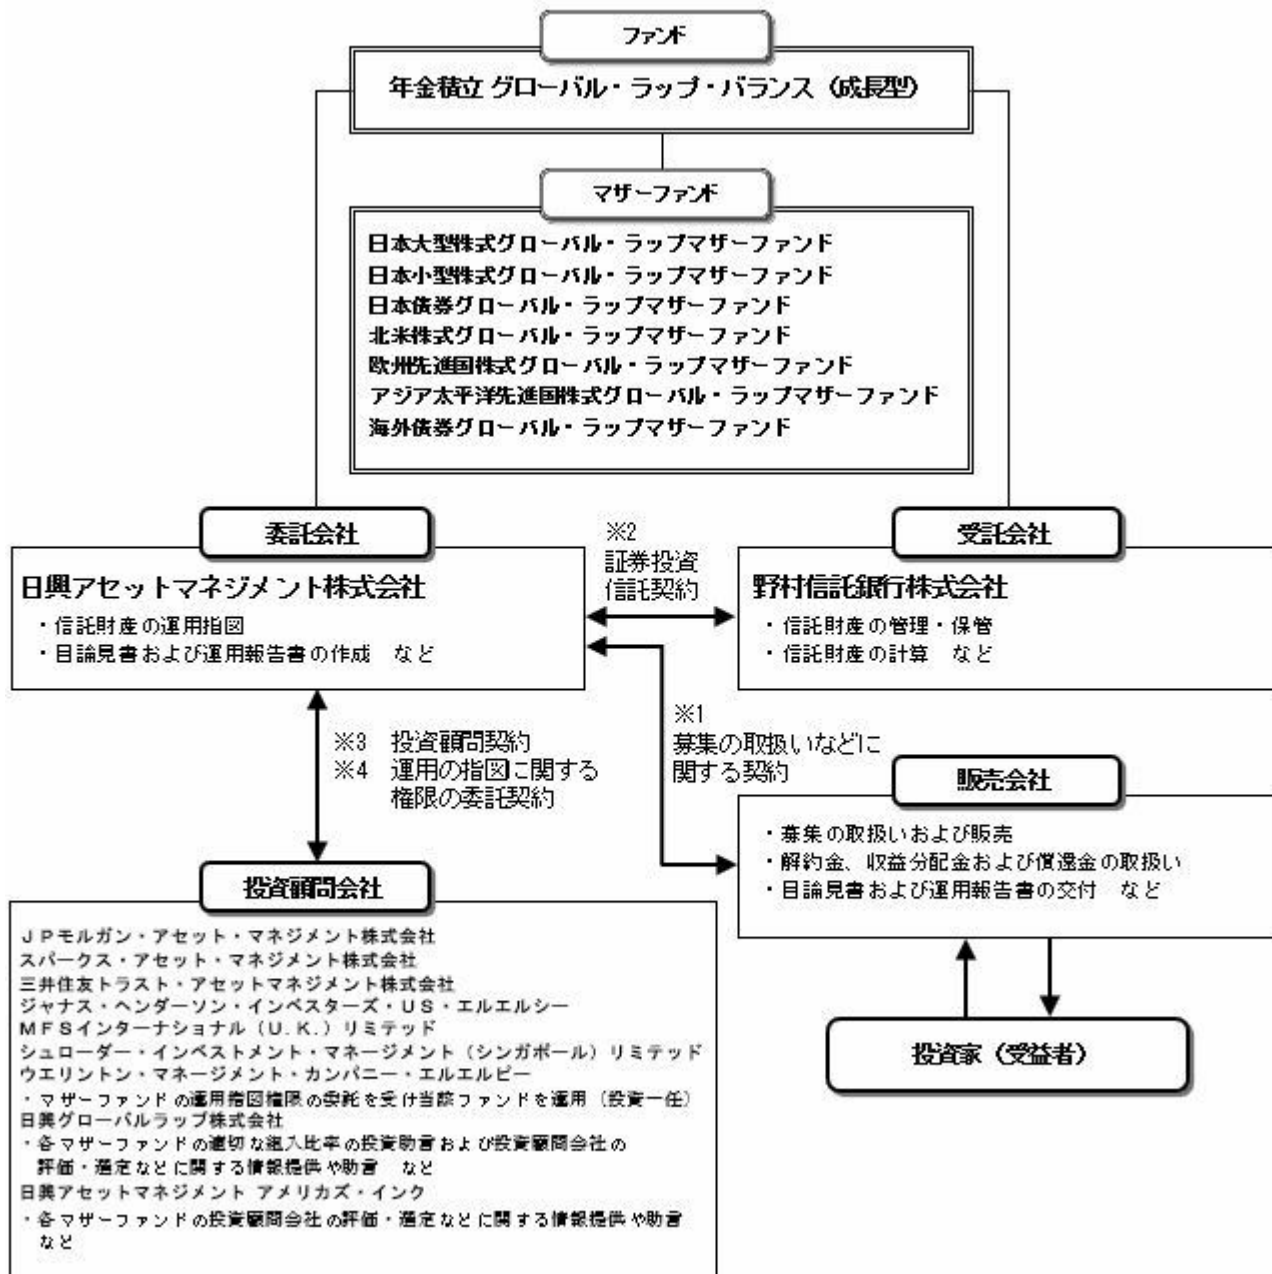 ファンド
年金積立 グローバル・ラップ・バランス（成長型）
マザーファンド
日本大型株式グローバル・ラップマザーファンド
日本小型株式グローバル・ラップマザーファンド
日本債券グローバル・ラップマザーファンド
北米株式グローバル・ラップマザーファンド
欧州先進国株式グローバル・ラップマザーファンド
アジア太平洋先進国株式グローバル・ラップマザーファンド
海外債券グローバル・ラップマザーファンド
委託会社
日興アセットマネジメント株式会社
・信託財産の運用指図
・目論見書および運用報告書の作成　など
※2
証券投資
信託契約
受託会社
野村信託銀行株式会社
・信託財産の管理・保管
・信託財産の計算　など
※3　投資顧問契約
※4　運用の指図に関する
権限の委託契約
※1
募集の取扱いなどに
関する契約
販売会社
・募集の取扱いおよび販売
・解約金、収益分配金および償還金の取扱い
・目論見書および運用報告書の交付　など
投資家（受益者）
投資顧問会社
ＪＰモルガン・アセット・マネジメント株式会社
スパークス・アセット・マネジメント株式会社
三井住友トラスト・アセットマネジメント株式会社
ジャナス・ヘンダーソン・インベスターズ・ＵＳ・エルエルシー
ＭＦＳインターナショナル（Ｕ.Ｋ.）リミテッド
シュローダー・インベストメント・マネージメント（シンガポール）リミテッド
ウエリントン・マネージメント・カンパニー・エルエルピー
・マザーファンドの運用指図権限の委託を受け当該ファンドを運用（投資一任）
日興グローバルラップ株式会社
・各マザーファンドの適切な組入比率の投資助言および投資顧問会社の
評価・選定などに関する情報提供や助言　など
日興アセットマネジメント アメリカズ・インク
・各マザーファンドの投資顧問会社の評価・選定などに関する情報提供や助言
など